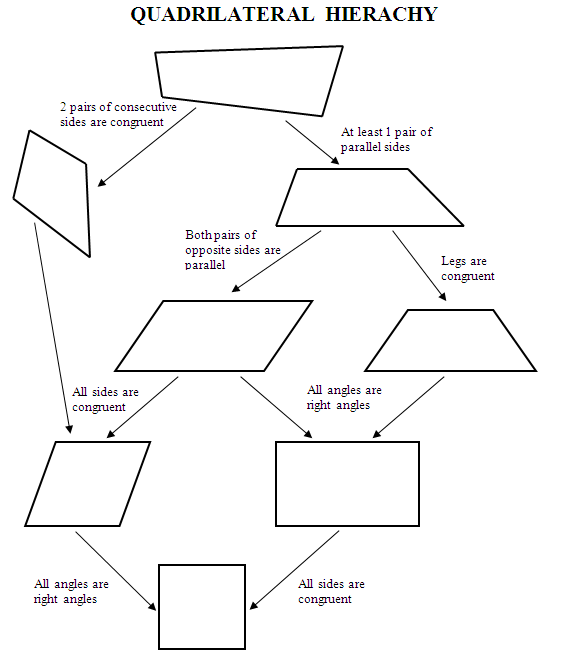 QUADRILATERAL HIERACHY
2 pairs of consecutive
sides are congruent
At least 1 pair of
parallel sides
Both pairs of
opposite sides are
parallel
Legs are
congruent
All sides are
congruent
All angles are
right angles
All angles are
right angles
All sides are
congruent